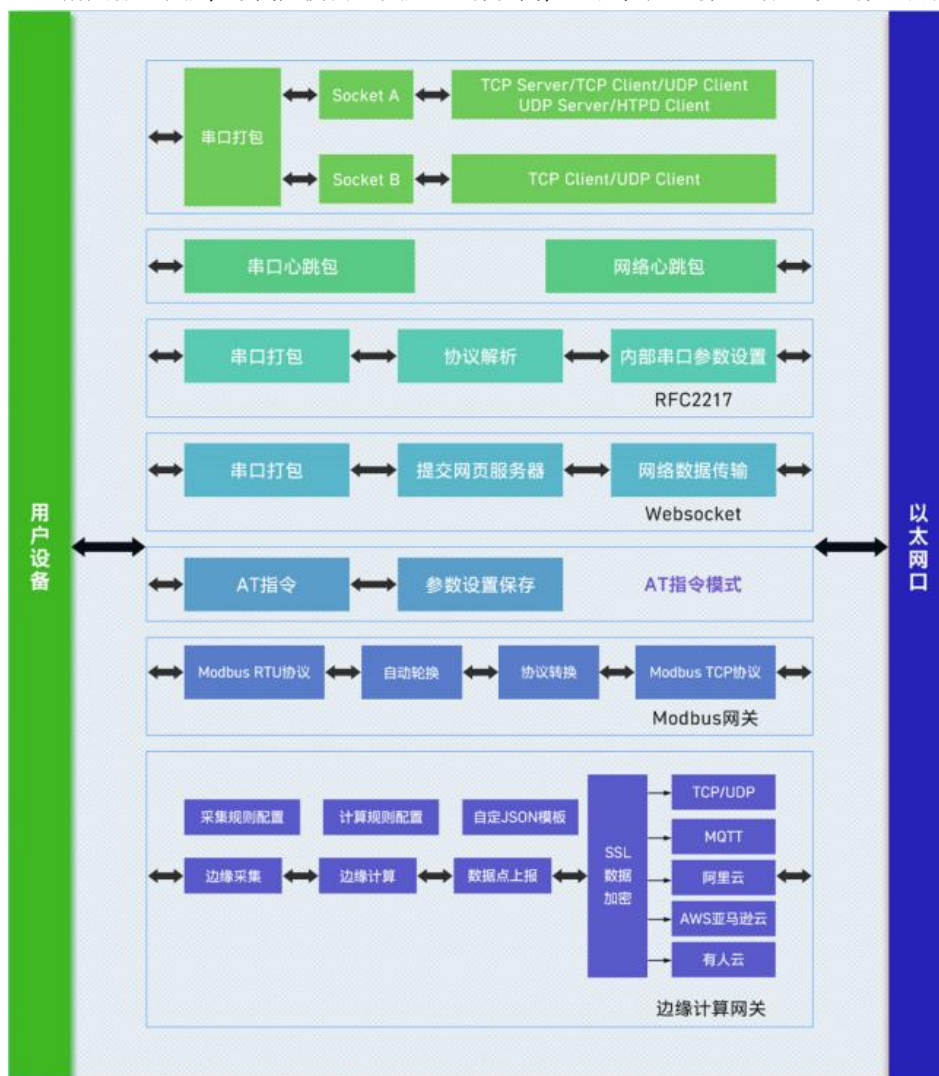 串口打包
Socket A
TCP Server/TCP Client/UDP Client
UDP Server/HTPD Client
Socket B
TCP Client/UDP Client
串口心跳包
网络心跳包
串口打包
协议解析
内部串口参数设置
RFC2217
串口打包
提交网页服务器
网络数据传输
Websocket
用户设备
以太网口
AT指令
参数设置保存
AT指令模式
Modbus RTU协议
自动轮换
协议转换
Modbus TCP协议
Modbus网关
采集规则配置
计算规则配置
自定JSON模板
边缘采集
边缘计算
数据点上报
SSL
数据
加密
TCP/UDP
MQTT
阿里云
AWS亚马逊云
有人云
边缘计算网关